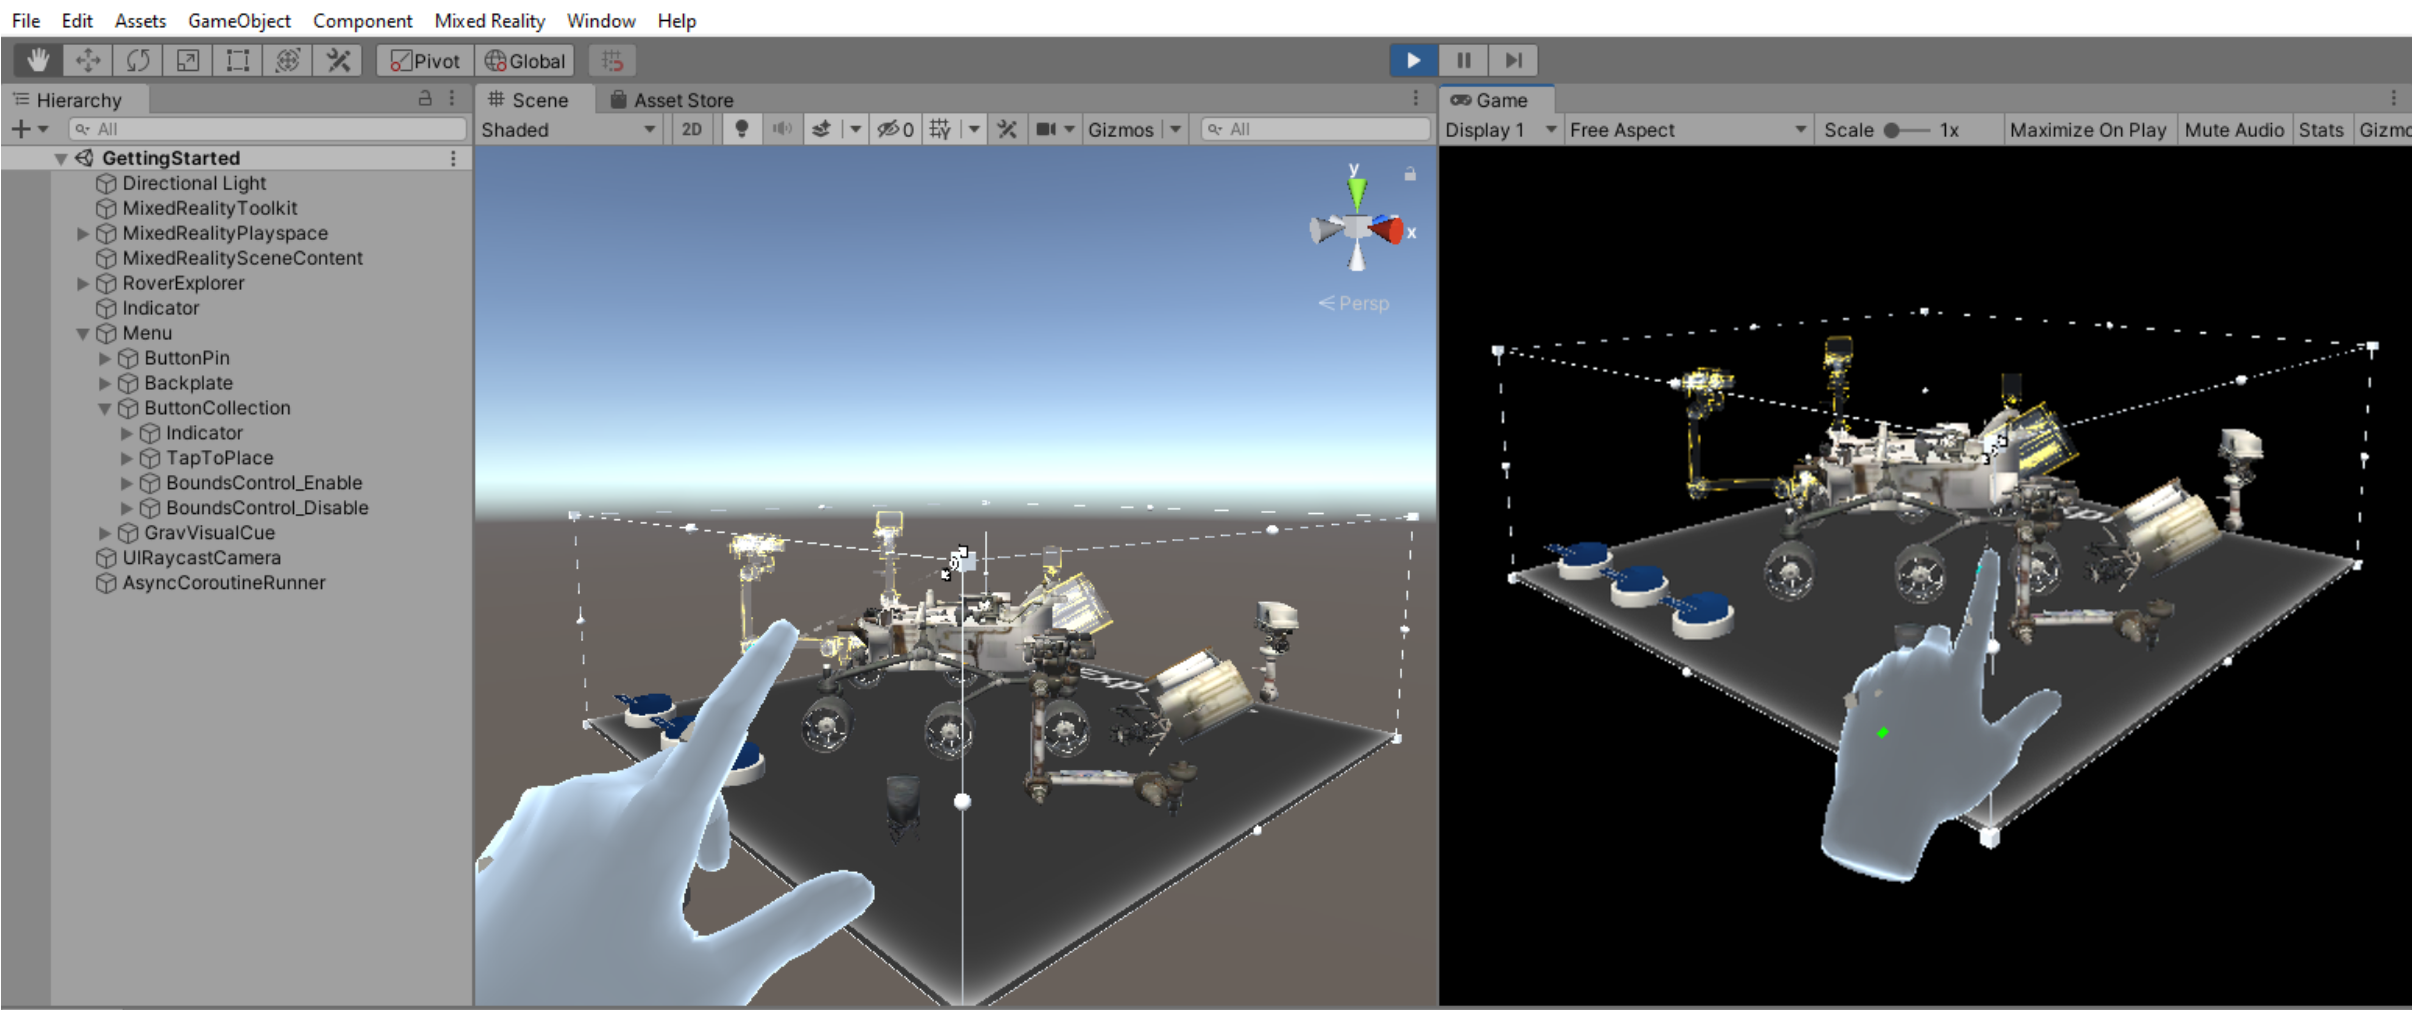 File Edit Assets GameObject Component Mixed Reality Window Help
Pivot Global
Hierarchy
Scene Asset Store
Game
All
Shaded 2D 0 Gizmos All
Display 1 Free Aspect Scale 1x Maximize On Play Mute Audio Stats Gizmo
GettingStarted
Directional Light
MixedRealityToolkit
MixedRealityPlayspace
MixedRealitySceneContent
RoverExplorer
Indicator
Menu
ButtonPin
Backplate
ButtonCollection
Indicator
TapToPlace
BoundsControl_Enable
BoundsControl_Disable
GravVisualCue
UIRaycastCamera
AsyncCoroutineRunner
y
x
Persp
Expl